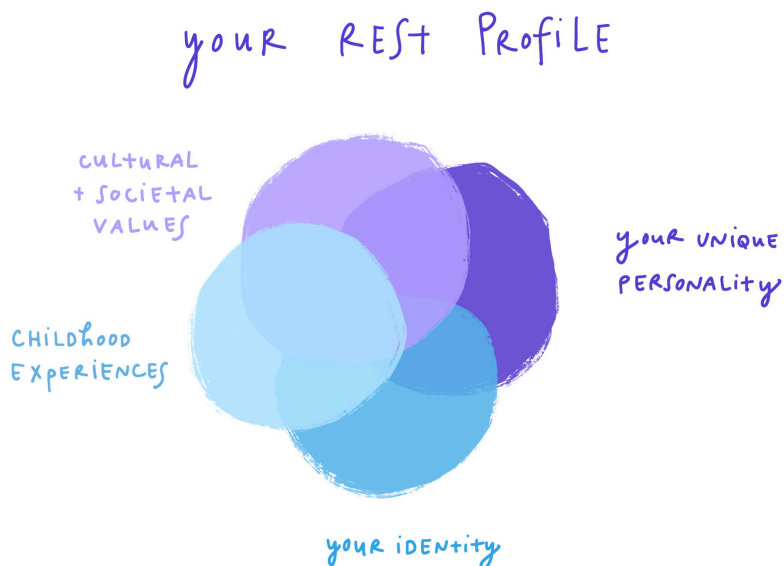 your REST PROfiLE
CULtURAL
+ SOCiEtAL
VALUES
your UNiQUE
PERSONALity
CHiLDhOOD
EXPERiENCES
your iDENtity